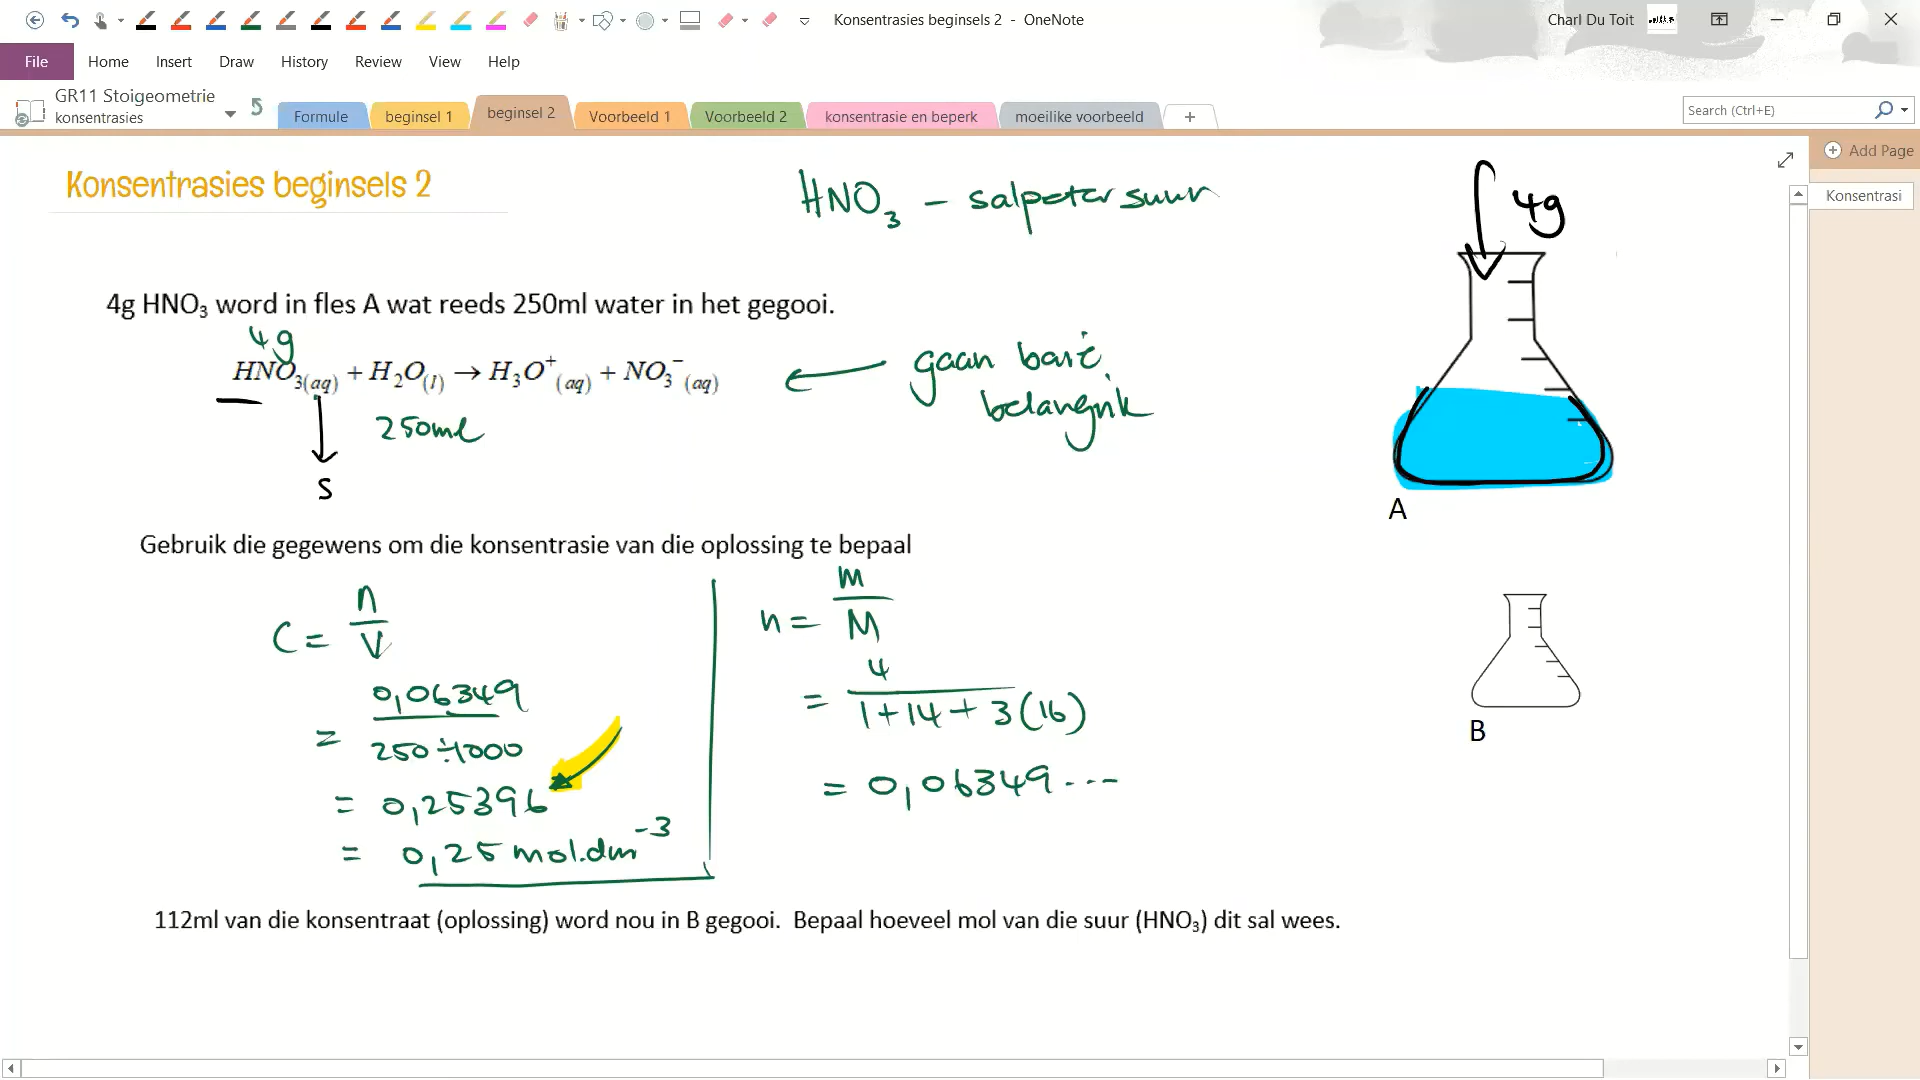 Konsentrasies beginsels 2 - OneNote
Charl Du Toit
File Home Insert Draw History Review View Help
GR11 Stoigeometrie
konsentrasies
Formule beginsel 1 beginsel 2 Voorbeeld 1 Voorbeeld 2 konsentrasie en beperk moeilike voorbeeld +
Search (Ctrl+E)
Add Page
Konsentrasi
Konsentrasies beginsels 2
HNO₃ - salpetersuur
4g
4g HNO₃ word in fles A wat reeds 250ml water in het gegooi.
4g
HNO₃(aq) + H₂O(l) → H₃O⁺(aq) + NO₃⁻(aq)
gaan baie
belangrik
250ml
S
A
Gebruik die gegewens om die konsentrasie van die oplossing te bepaal
C = n/V
= 0,06349 / 250÷1000
= 0,25396
= 0,25 mol.dm⁻³
n = m/M
= 4 / 1+14+3(16)
= 0,06349...
B
112ml van die konsentraat (oplossing) word nou in B gegooi. Bepaal hoeveel mol van die suur (HNO₃) dit sal wees.